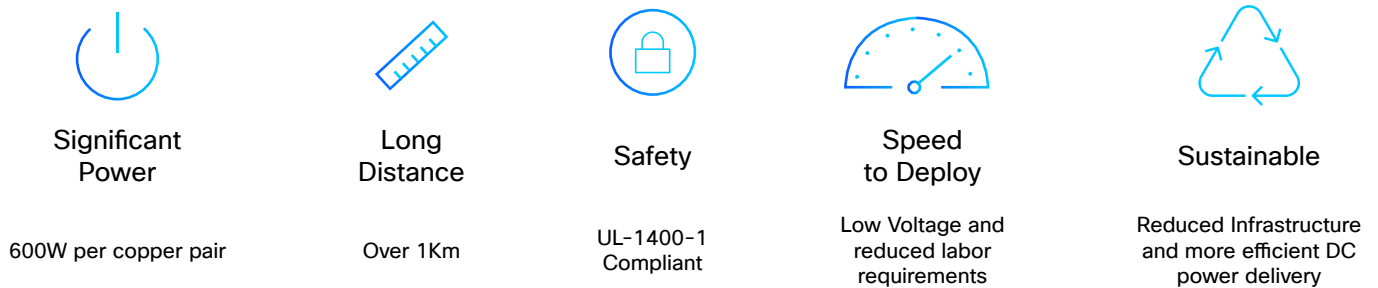 Significant
Power
Long
Distance
Safety
Speed
to Deploy
Sustainable
600W per copper pair
Over 1Km
UL-1400-1
Compliant
Low Voltage and
reduced labor
requirements
Reduced Infrastructure
and more efficient DC
power delivery